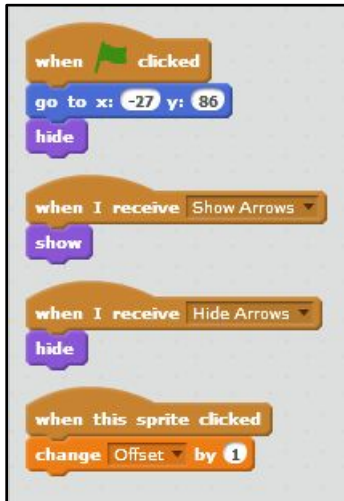 when clicked
go to x: -27 y: 86
hide
when I receive Show Arrows
show
when I receive Hide Arrows
hide
when this sprite clicked
change Offset by 1